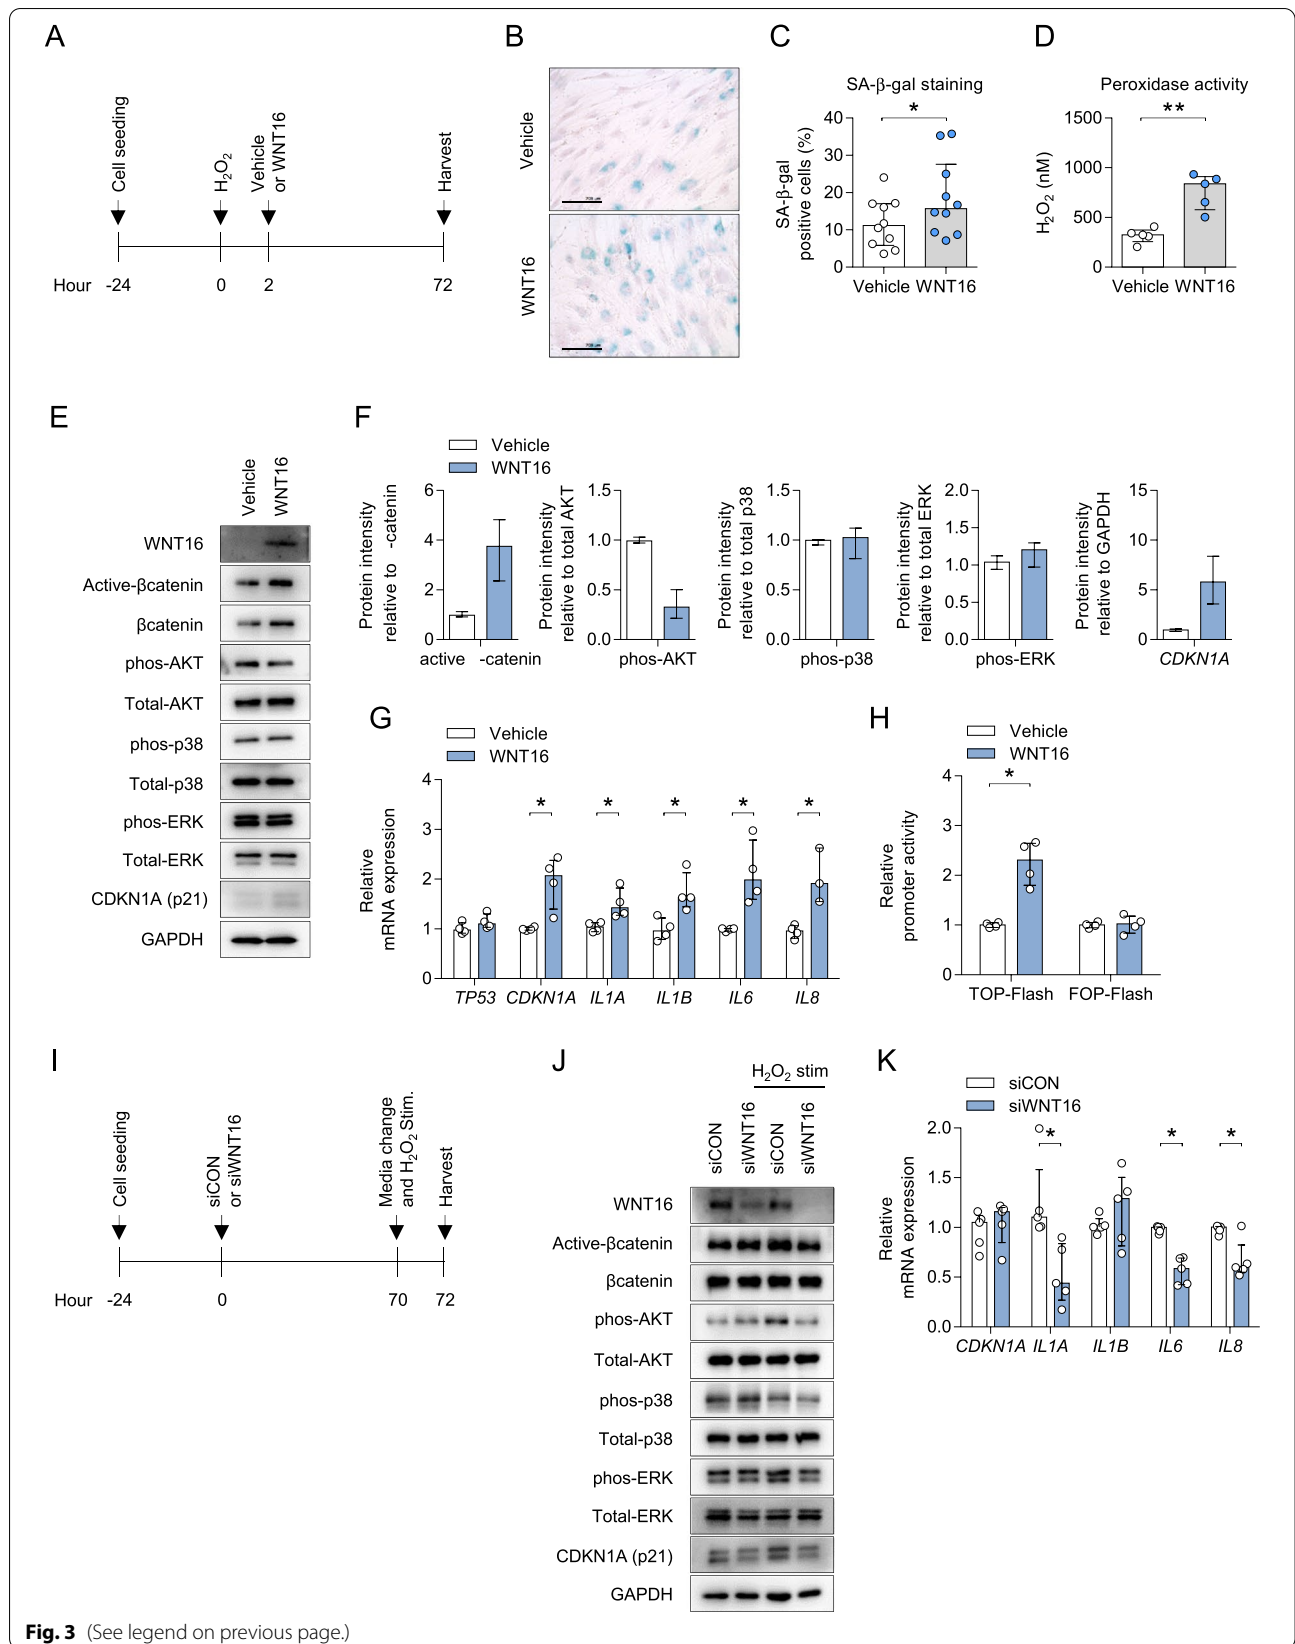 A
Cell seeding
H2O2
Vehicle
or WNT16
Harvest
Hour -24 0 2 72
B
Vehicle
WNT16
C
SA-β-gal staining
*
SA-β-gal
positive cells (%)
40
30
20
10
0
Vehicle WNT16
D
Peroxidase activity
**
H2O2 (nM)
1500
1000
500
0
Vehicle WNT16
E
Vehicle
WNT16
WNT16
Active-βcatenin
βcatenin
phos-AKT
Total-AKT
phos-p38
Total-p38
phos-ERK
Total-ERK
CDKN1A (p21)
GAPDH
F
Vehicle
WNT16
Protein intensity
relative to -catenin
6
4
2
0
active -catenin
Protein intensity
relative to total AKT
1.5
1.0
0.5
0.0
phos-AKT
Protein intensity
relative to total p38
1.5
1.0
0.5
0.0
phos-p38
Protein intensity
relative to total ERK
2.0
1.5
1.0
0.5
0.0
phos-ERK
Protein intensity
relative to GAPDH
15
10
5
0
CDKN1A
G
Vehicle
WNT16
Relative
mRNA expression
4
3
2
1
0
* * * * *
TP53 CDKN1A IL1A IL1B IL6 IL8
H
Vehicle
WNT16
Relative
promoter activity
4
3
2
1
0
*
TOP-Flash FOP-Flash
I
Cell seeding
siCON
or siWNT16
Media change
and H2O2 Stim.
Harvest
Hour -24 0 70 72
J
H2O2 stim
siCON
siWNT16
siCON
siWNT16
WNT16
Active-βcatenin
βcatenin
phos-AKT
Total-AKT
phos-p38
Total-p38
phos-ERK
Total-ERK
CDKN1A (p21)
GAPDH
K
siCON
siWNT16
Relative
mRNA expression
2.0
1.5
1.0
0.5
0.0
* * *
CDKN1A IL1A IL1B IL6 IL8
Fig. 3 (See legend on previous page.)